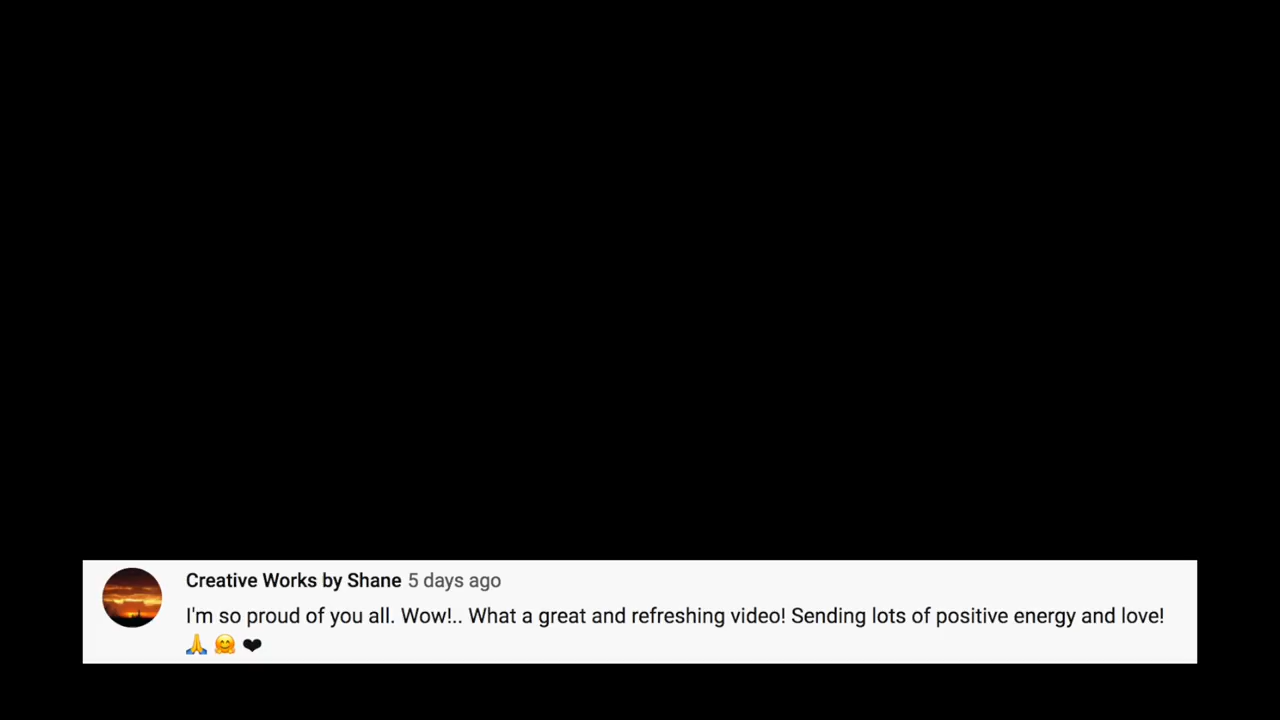 Creative Works by Shane 5 days ago
I'm so proud of you all. Wow!.. What a great and refreshing video! Sending lots of positive energy and love!
🙏 🤗 ❤